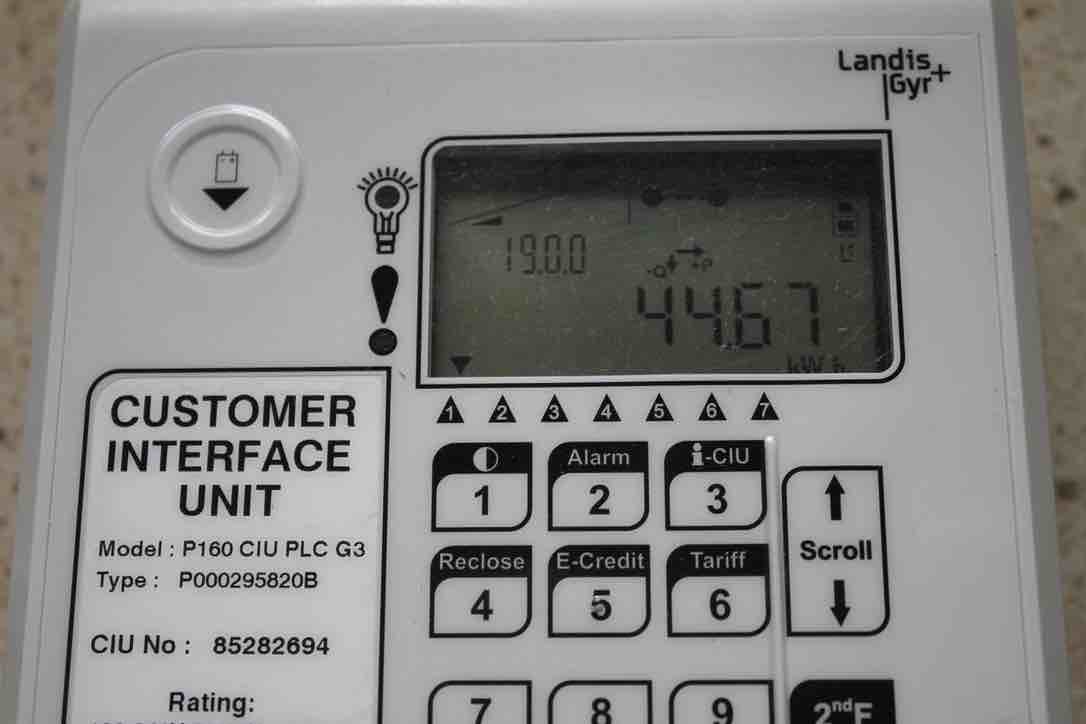 Landis
Gyr+
19.0.0
-Q +P
44.67
kWh
1 2 3 4 5 6 7
CUSTOMER
INTERFACE
UNIT
Model : P160 CIU PLC G3
Type : P000295820B
CIU No : 85282694
Rating:
1
Alarm
2
i-CIU
3
Reclose
4
E-Credit
5
Tariff
6
Scroll
7
8
9
2ndF